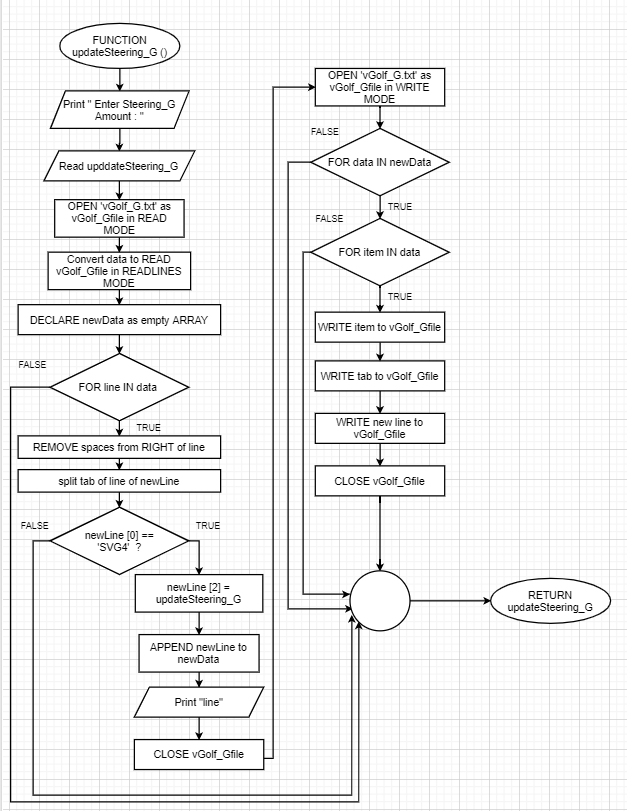 FUNCTION
updateSteering_G ()
Print " Enter Steering_G
Amount : "
Read upddateSteering_G
OPEN 'vGolf_G.txt' as
vGolf_Gfile in READ
MODE
Convert data to READ
vGolf_Gfile in READLINES
MODE
DECLARE newData as empty ARRAY
FALSE
FOR line IN data
TRUE
REMOVE spaces from RIGHT of line
split tab of line of newLine
FALSE
TRUE
newLine [0] ==
'SVG4' ?
newLine [2] =
updateSteering_G
APPEND newLine to
newData
Print "line"
CLOSE vGolf_Gfile
OPEN 'vGolf_G.txt' as
vGolf_Gfile in WRITE
MODE
FALSE
FOR data IN newData
TRUE
FALSE
FOR item IN data
TRUE
WRITE item to vGolf_Gfile
WRITE tab to vGolf_Gfile
WRITE new line to
vGolf_Gfile
CLOSE vGolf_Gfile
RETURN
updateSteering_G